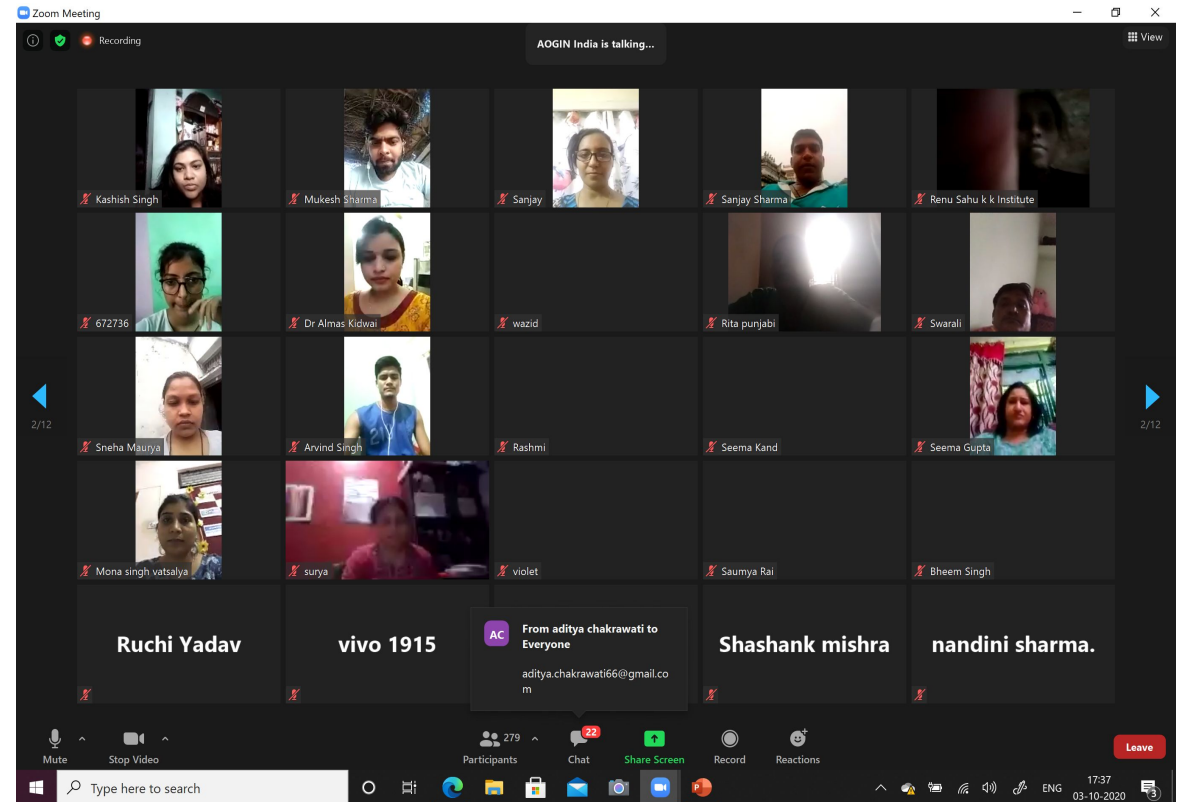 Zoom Meeting
Recording
AOGIN India is talking...
View
Kashish Singh
Mukesh Sharma
Sanjay
Sanjay Sharma
Renu Sahu k k Institute
672736
Dr Almas Kidwai
wazid
Rita punjabi
Swarali
2/12
2/12
Sneha Maurya
Arvind Singh
Rashmi
Seema Kand
Seema Gupta
Mona singh vatsalya
surya
violet
Saumya Rai
Bheem Singh
Ruchi Yadav
vivo 1915
From aditya chakrawati to
Everyone
AC
aditya.chakrawati66@gmail.co
m
Shashank mishra
nandini sharma.
Mute
Stop Video
279
Participants
22
Chat
Share Screen
Record
Reactions
Leave
Type here to search
ENG
17:37
03-10-2020
3